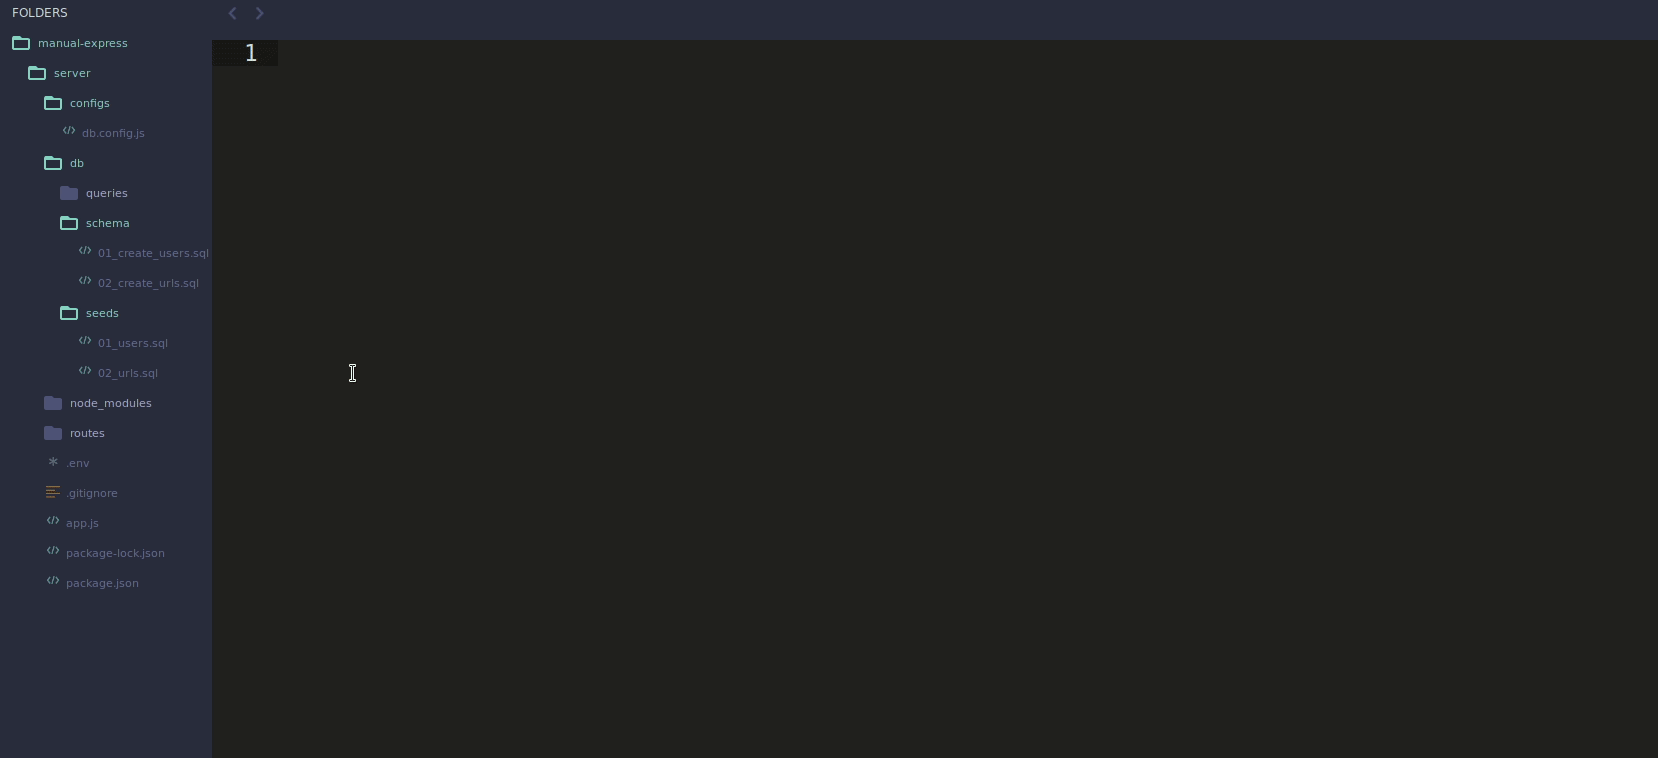 FOLDERS
manual-express
server
configs
db.config.js
db
queries
schema
01_create_users.sql
02_create_urls.sql
seeds
01_users.sql
02_urls.sql
node_modules
routes
.env
.gitignore
app.js
package-lock.json
package.json
1